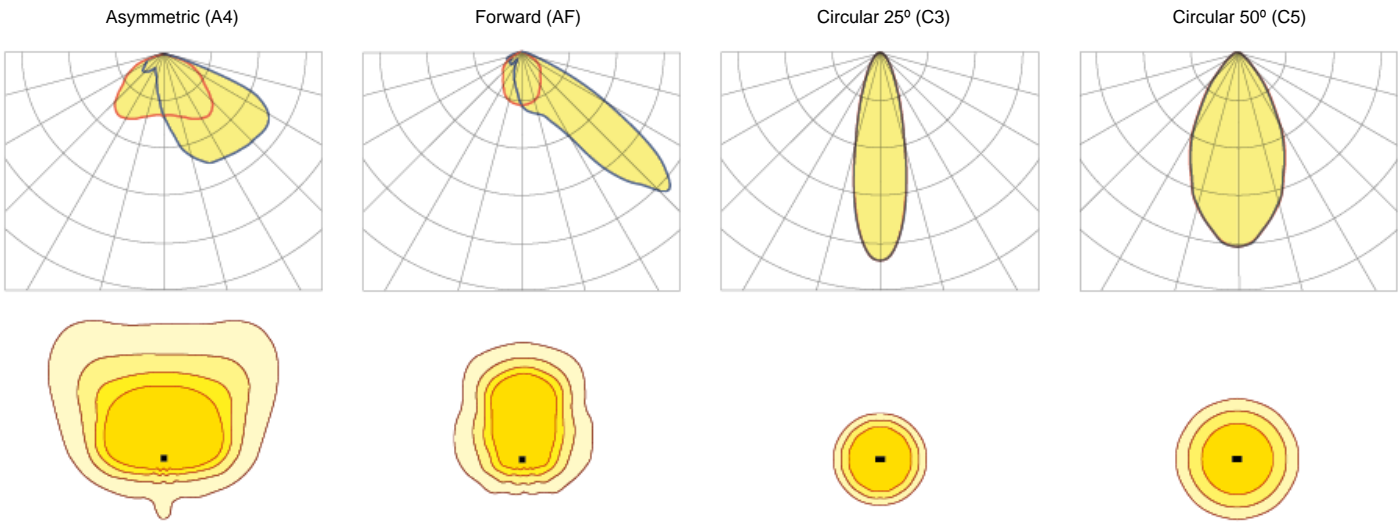 Asymmetric (A4)
Forward (AF)
Circular 25º (C3)
Circular 50º (C5)